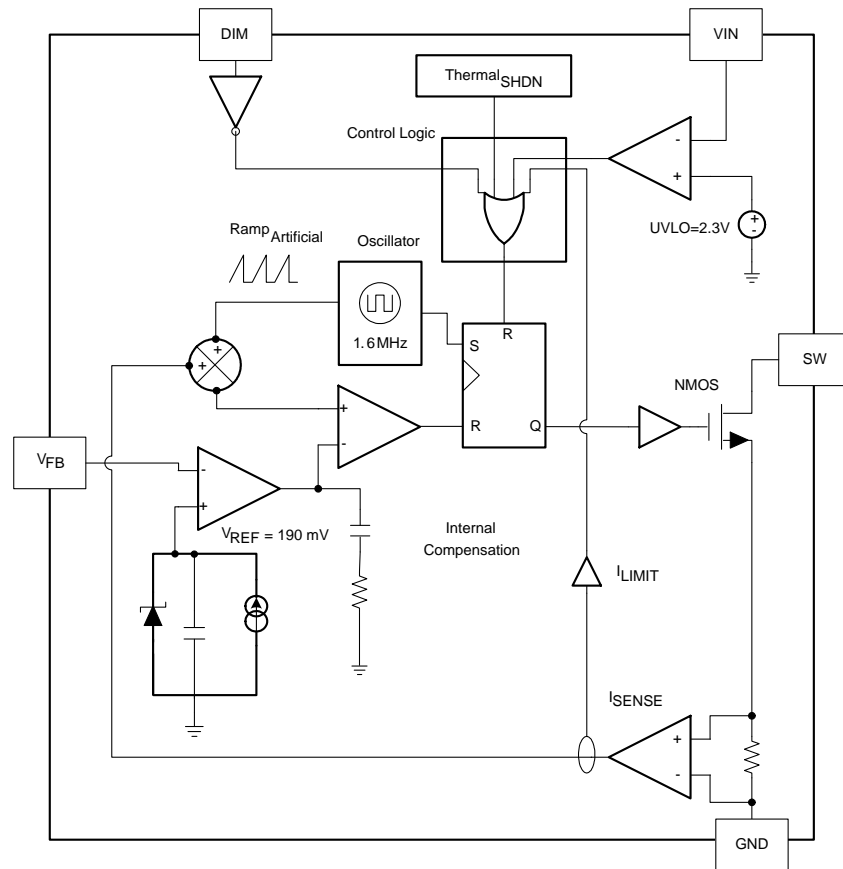 DIM
VIN
ThermalSHDN
Control Logic
-
+
UVLO=2.3V
+
-
RampArtificial
Oscillator
1.6MHz
+
+
S
R
R
Q
NMOS
SW
+
-
VFB
-
+
VREF = 190 mV
Internal
Compensation
ILIMIT
ISENSE
+
-
GND